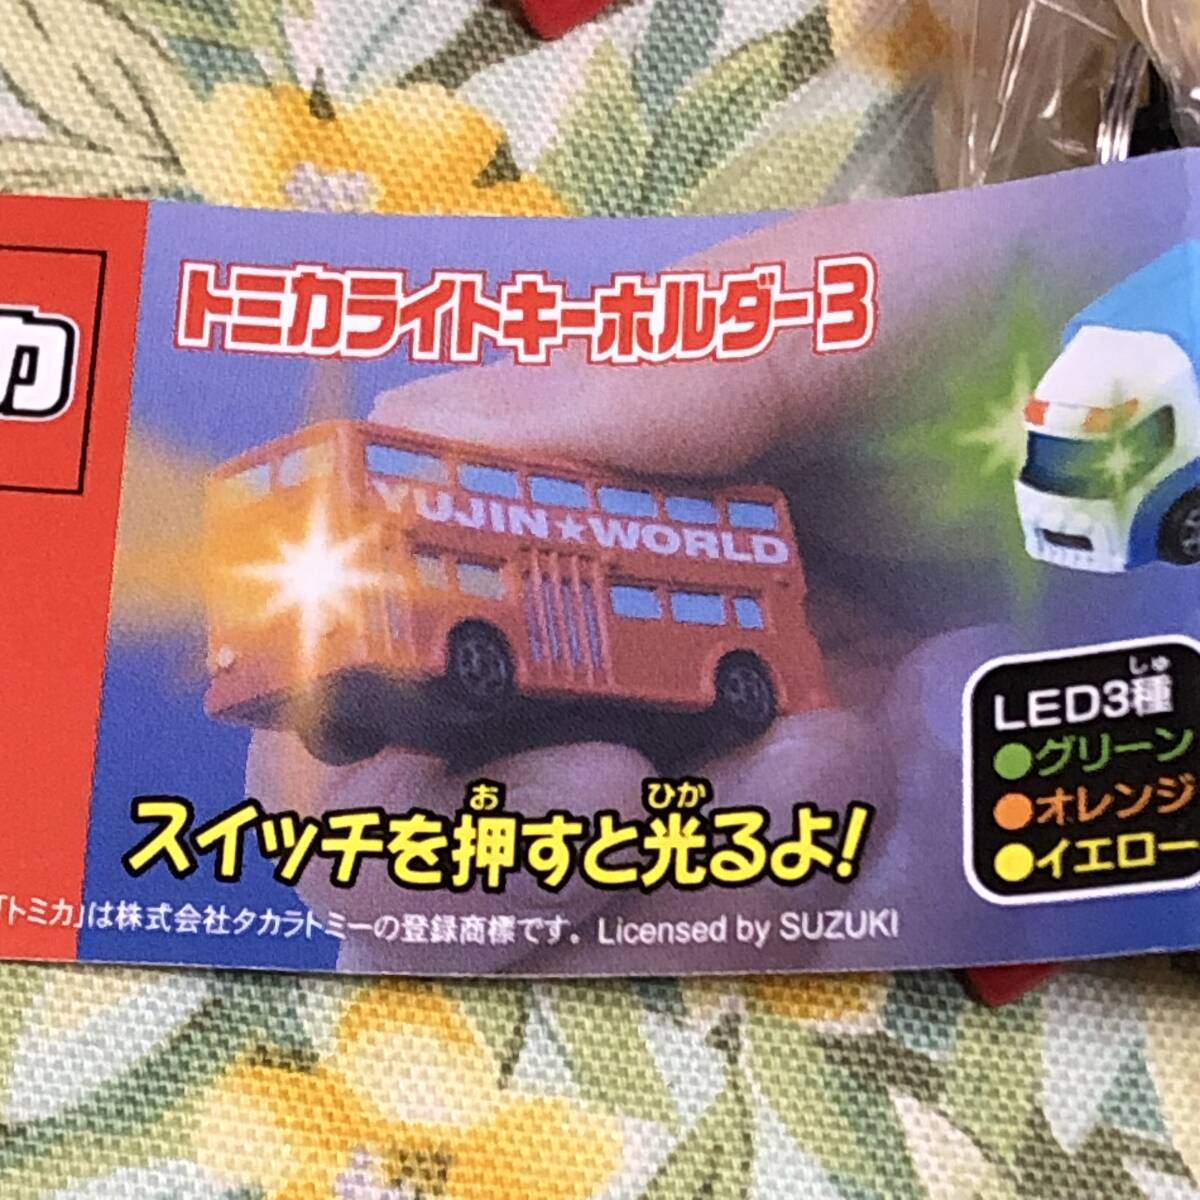 カ
トミカライトキーホルダー3
YUJIN★WORLD
LED3種
しゅ
●グリーン
●オレンジ
●イエロー
スイッチを押すと光るよ!
お
ひか
「トミカ」は株式会社タカラトミーの登録商標です。Licensed by SUZUKI